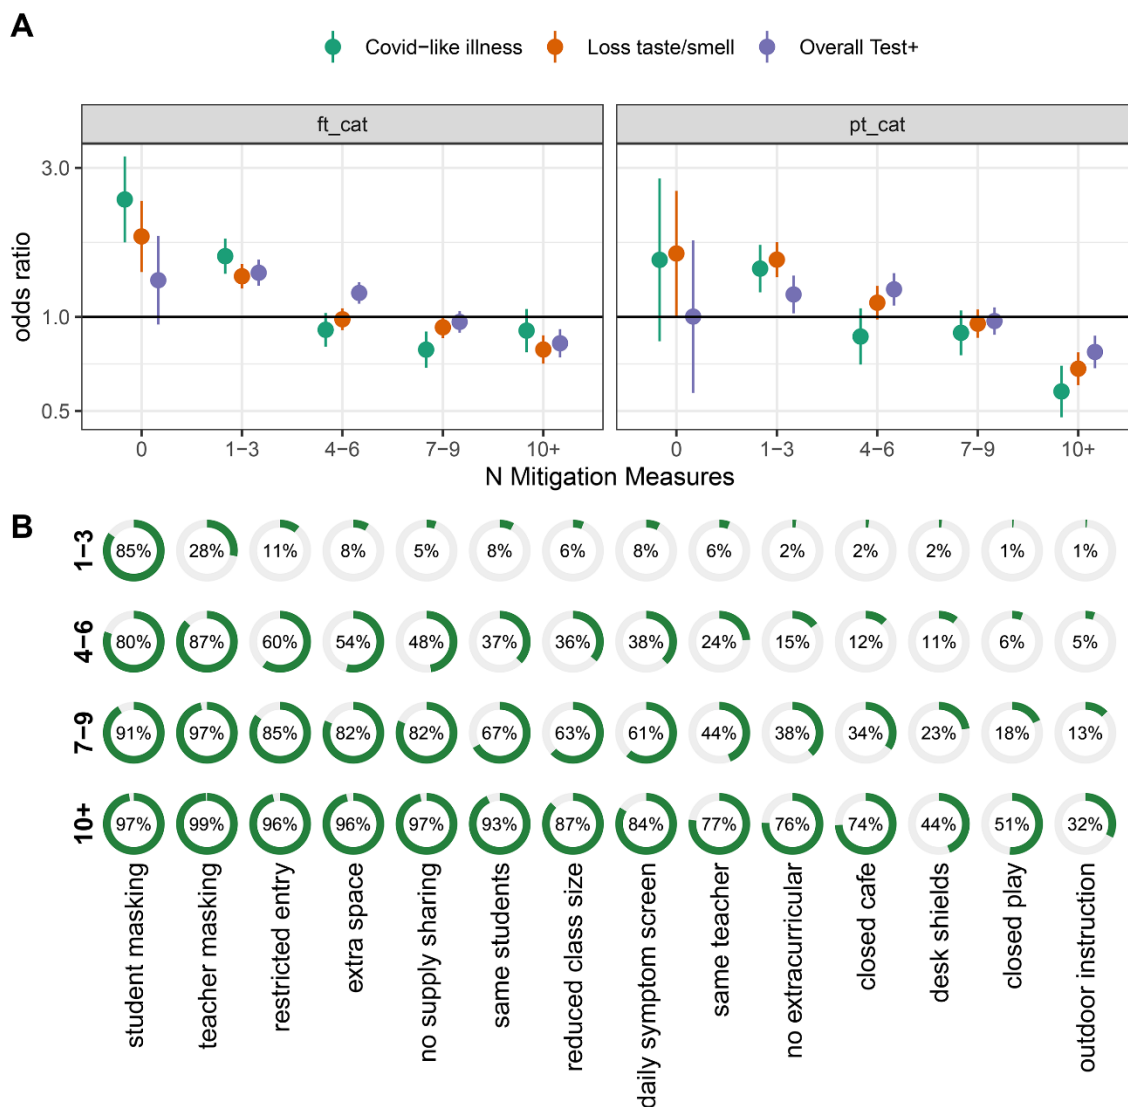 A
Covid−like illness Loss taste/smell Overall Test+
ft_cat pt_cat
odds ratio
3.0
1.0
0.5
0 1−3 4−6 7−9 10+ 0 1−3 4−6 7−9 10+
N Mitigation Measures
B
1−3 85% 28% 11% 8% 5% 8% 6% 8% 6% 2% 2% 2% 1% 1%
4−6 80% 87% 60% 54% 48% 37% 36% 38% 24% 15% 12% 11% 6% 5%
7−9 91% 97% 85% 82% 82% 67% 63% 61% 44% 38% 34% 23% 18% 13%
10+ 97% 99% 96% 96% 97% 93% 87% 84% 77% 76% 74% 44% 51% 32%
student masking
teacher masking
restricted entry
extra space
no supply sharing
same students
reduced class size
daily symptom screen
same teacher
no extracurricular
closed cafe
desk shields
closed play
outdoor instruction